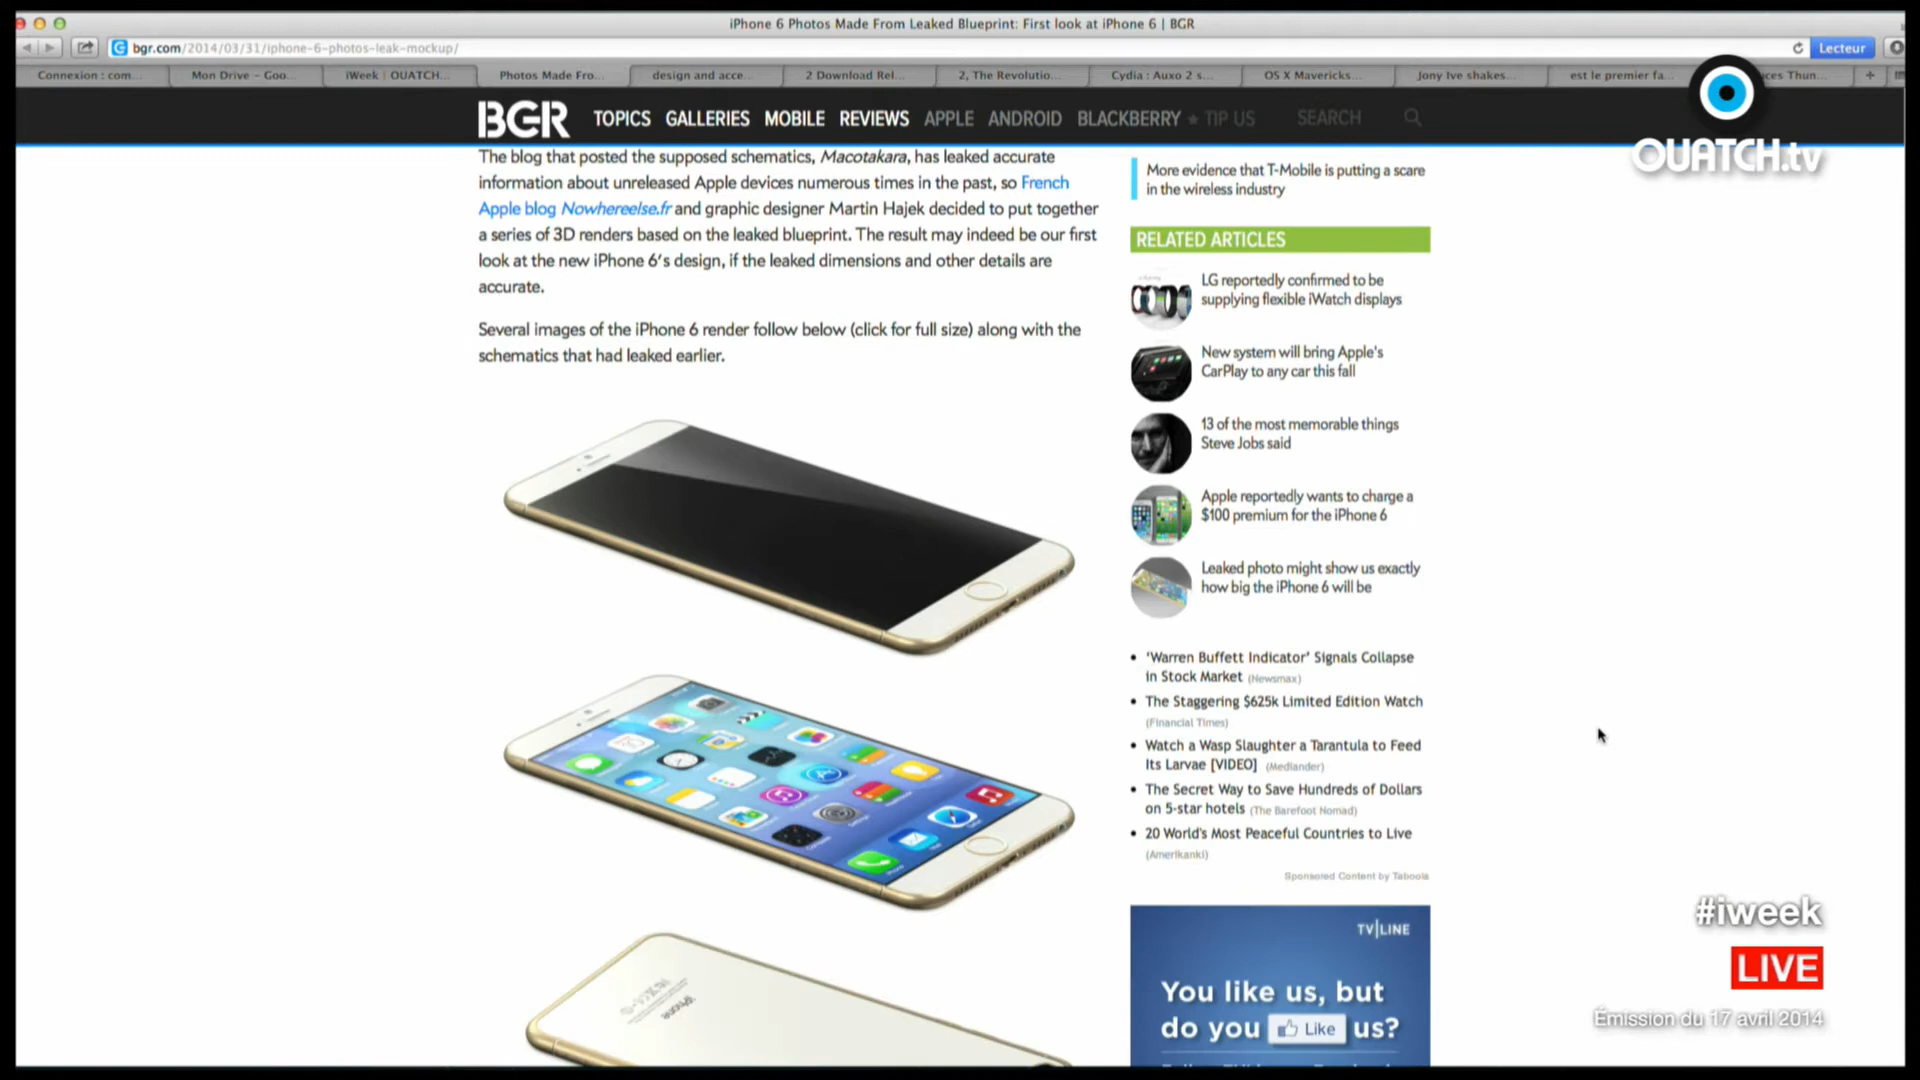 iPhone 6 Photos Made From Leaked Blueprint: First look at iPhone 6 | BGR
bgr.com/2014/03/31/iphone-6-photos-leak-mockup/
Lecteur
Connexion : com...
Mon Drive – Goo...
iWeek | OUATCH...
Photos Made Fro...
design and acce...
2 Download Rel...
2, The Revolutio...
Cydia : Auxo 2 s...
OS X Mavericks...
Jony Ive shakes...
est le premier fa...
ces Thun...
BGR
TOPICS GALLERIES MOBILE REVIEWS APPLE ANDROID BLACKBERRY ★ TIP US SEARCH
OUATCH.tv
The blog that posted the supposed schematics, Macotakara, has leaked accurate
information about unreleased Apple devices numerous times in the past, so French
Apple blog Nowhereelse.fr and graphic designer Martin Hajek decided to put together
a series of 3D renders based on the leaked blueprint. The result may indeed be our first
look at the new iPhone 6's design, if the leaked dimensions and other details are
accurate.
Several images of the iPhone 6 render follow below (click for full size) along with the
schematics that had leaked earlier.
iPhone
More evidence that T-Mobile is putting a scare
in the wireless industry
RELATED ARTICLES
LG reportedly confirmed to be
supplying flexible iWatch displays
New system will bring Apple's
CarPlay to any car this fall
13 of the most memorable things
Steve Jobs said
Apple reportedly wants to charge a
$100 premium for the iPhone 6
Leaked photo might show us exactly
how big the iPhone 6 will be
• 'Warren Buffett Indicator' Signals Collapse
in Stock Market (Newsmax)
• The Staggering $625k Limited Edition Watch
(Financial Times)
• Watch a Wasp Slaughter a Tarantula to Feed
Its Larvae [VIDEO] (Mediander)
• The Secret Way to Save Hundreds of Dollars
on 5-star hotels (The Barefoot Nomad)
• 20 World's Most Peaceful Countries to Live
(Amerikanki)
Sponsored Content by Taboola
TV|LINE
You like us, but
do you Like us?
#iweek
LIVE
Émission du 17 avril 2014